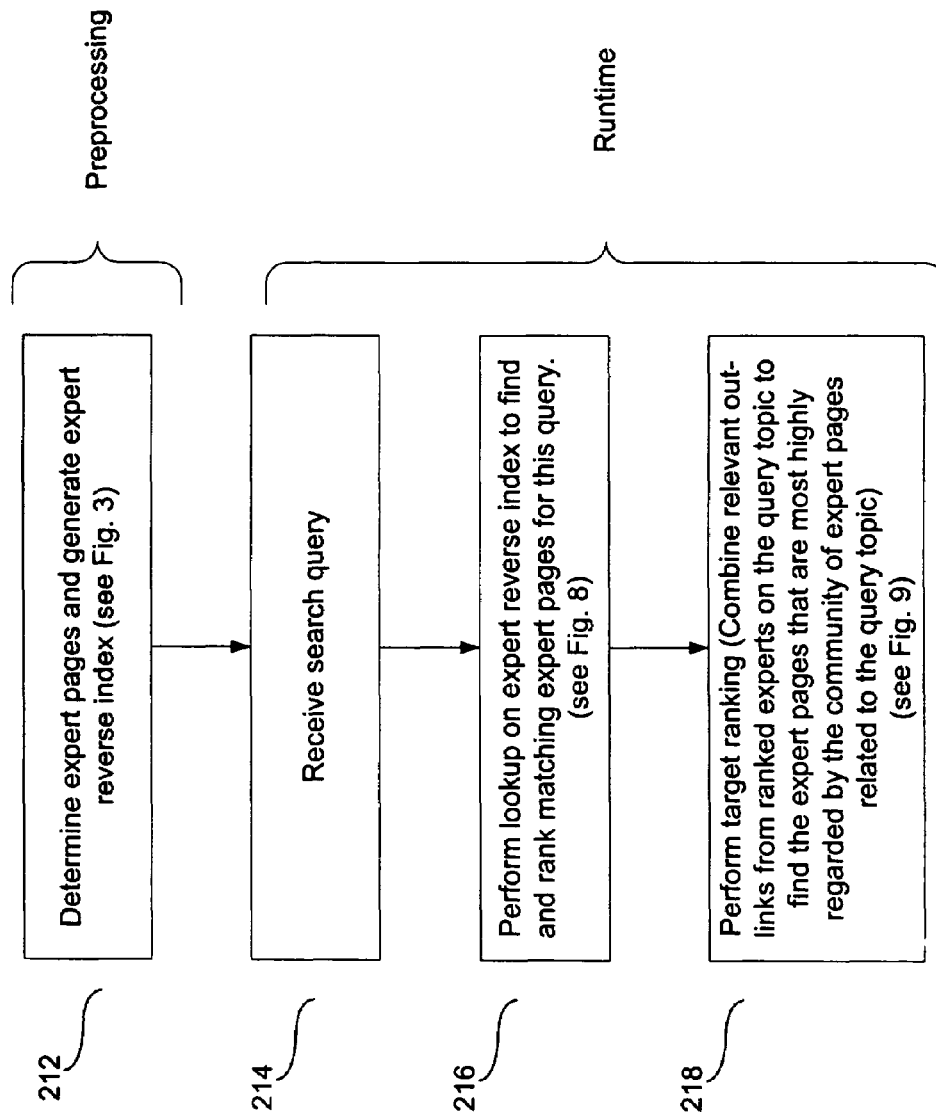 Preprocessing
212
Determine expert pages and generate expert
reverse index (see Fig. 3)
Runtime
214
Receive search query
216
Perform lookup on expert reverse index to find
and rank matching expert pages for this query.
(see Fig. 8)
218
Perform target ranking (Combine relevant out-
links from ranked experts on the query topic to
find the expert pages that are most highly
regarded by the community of expert pages
related to the query topic)
(see Fig. 9)